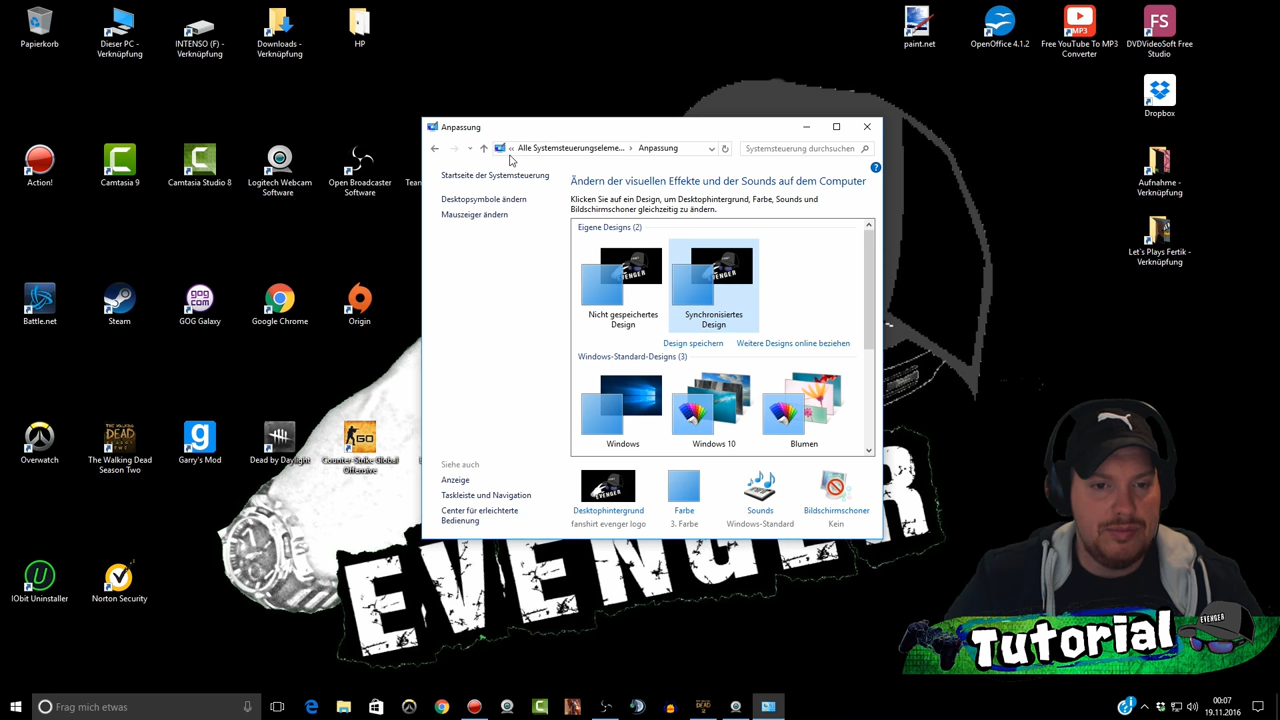 Papierkorb
Dieser PC -
Verknüpfung
INTENSO (F) -
Verknüpfung
Downloads -
Verknüpfung
HP
paint.net
OpenOffice 4.1.2
Free YouTube To MP3
Converter
DVDVideoSoft Free
Studio
MP3
FS
Dropbox
Action!
Camtasia 9
Camtasia Studio 8
Logitech Webcam
Software
Open Broadcaster
Software
Aufnahme -
Verknüpfung
Let's Plays Fertik -
Verknüpfung
Battle.net
Steam
GOG Galaxy
Google Chrome
Origin
gog
com
Overwatch
The Walking Dead
Season Two
Garry's Mod
Dead by Daylight
Counter-Strike Global
Offensive
IObit Uninstaller
Norton Security
Anpassung
Alle Systemsteuerungseleme...
Anpassung
Systemsteuerung durchsuchen
Startseite der Systemsteuerung
Desktopsymbole ändern
Mauszeiger ändern
Siehe auch
Anzeige
Taskleiste und Navigation
Center für erleichterte
Bedienung
Ändern der visuellen Effekte und der Sounds auf dem Computer
Klicken Sie auf ein Design, um Desktophintergrund, Farbe, Sounds und
Bildschirmschoner gleichzeitig zu ändern.
Eigene Designs (2)
Nicht gespeichertes
Design
Synchronisiertes
Design
Design speichern
Weitere Designs online beziehen
Windows-Standard-Designs (3)
Windows
Windows 10
Blumen
Desktophintergrund
fanshirt evenger logo
Farbe
3. Farbe
Sounds
Windows-Standard
Bildschirmschoner
Kein
EVENGER
Tutorial
EVENGER
Frag mich etwas
00:07
19.11.2016